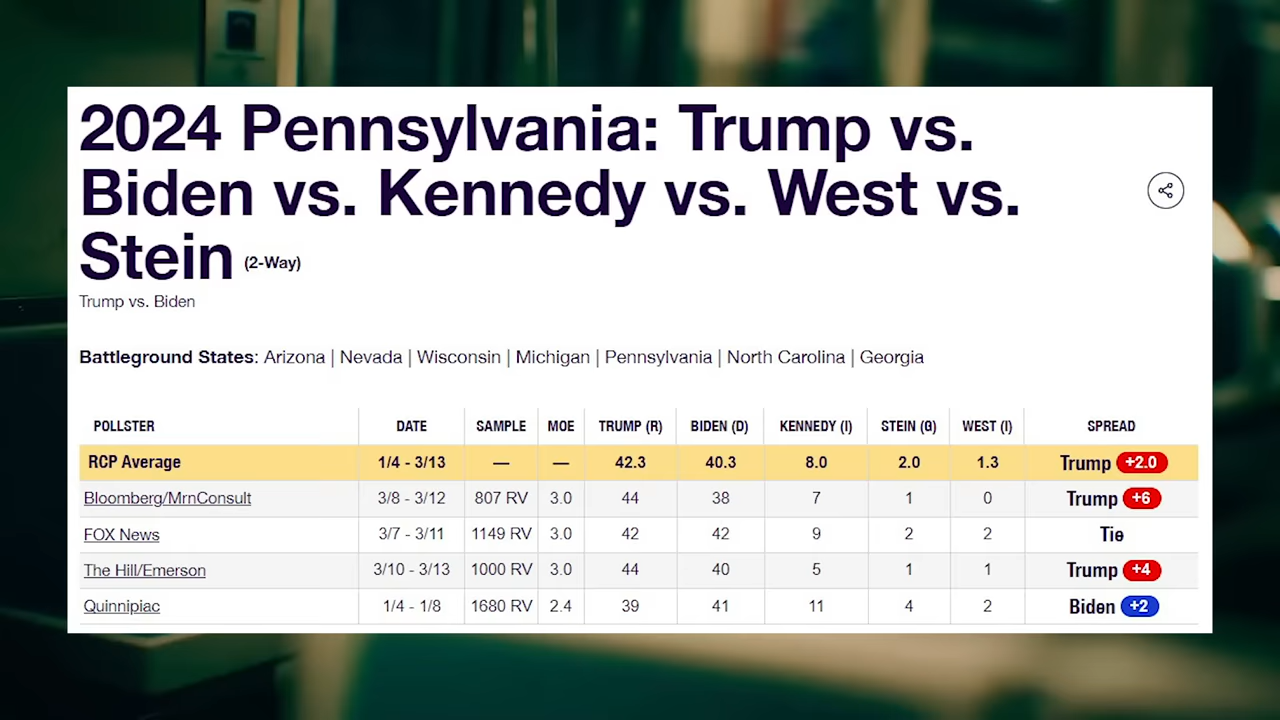 2024 Pennsylvania: Trump vs.
Biden vs. Kennedy vs. West vs.
Stein (2-Way)
Trump vs. Biden
Battleground States: Arizona | Nevada | Wisconsin | Michigan | Pennsylvania | North Carolina | Georgia
POLLSTER DATE SAMPLE MOE TRUMP (R) BIDEN (D) KENNEDY (I) STEIN (G) WEST (I) SPREAD
RCP Average 1/4 - 3/13 — — 42.3 40.3 8.0 2.0 1.3 Trump +2.0
Bloomberg/MrnConsult 3/8 - 3/12 807 RV 3.0 44 38 7 1 0 Trump +6
FOX News 3/7 - 3/11 1149 RV 3.0 42 42 9 2 2 Tie
The Hill/Emerson 3/10 - 3/13 1000 RV 3.0 44 40 5 1 1 Trump +4
Quinnipiac 1/4 - 1/8 1680 RV 2.4 39 41 11 4 2 Biden +2